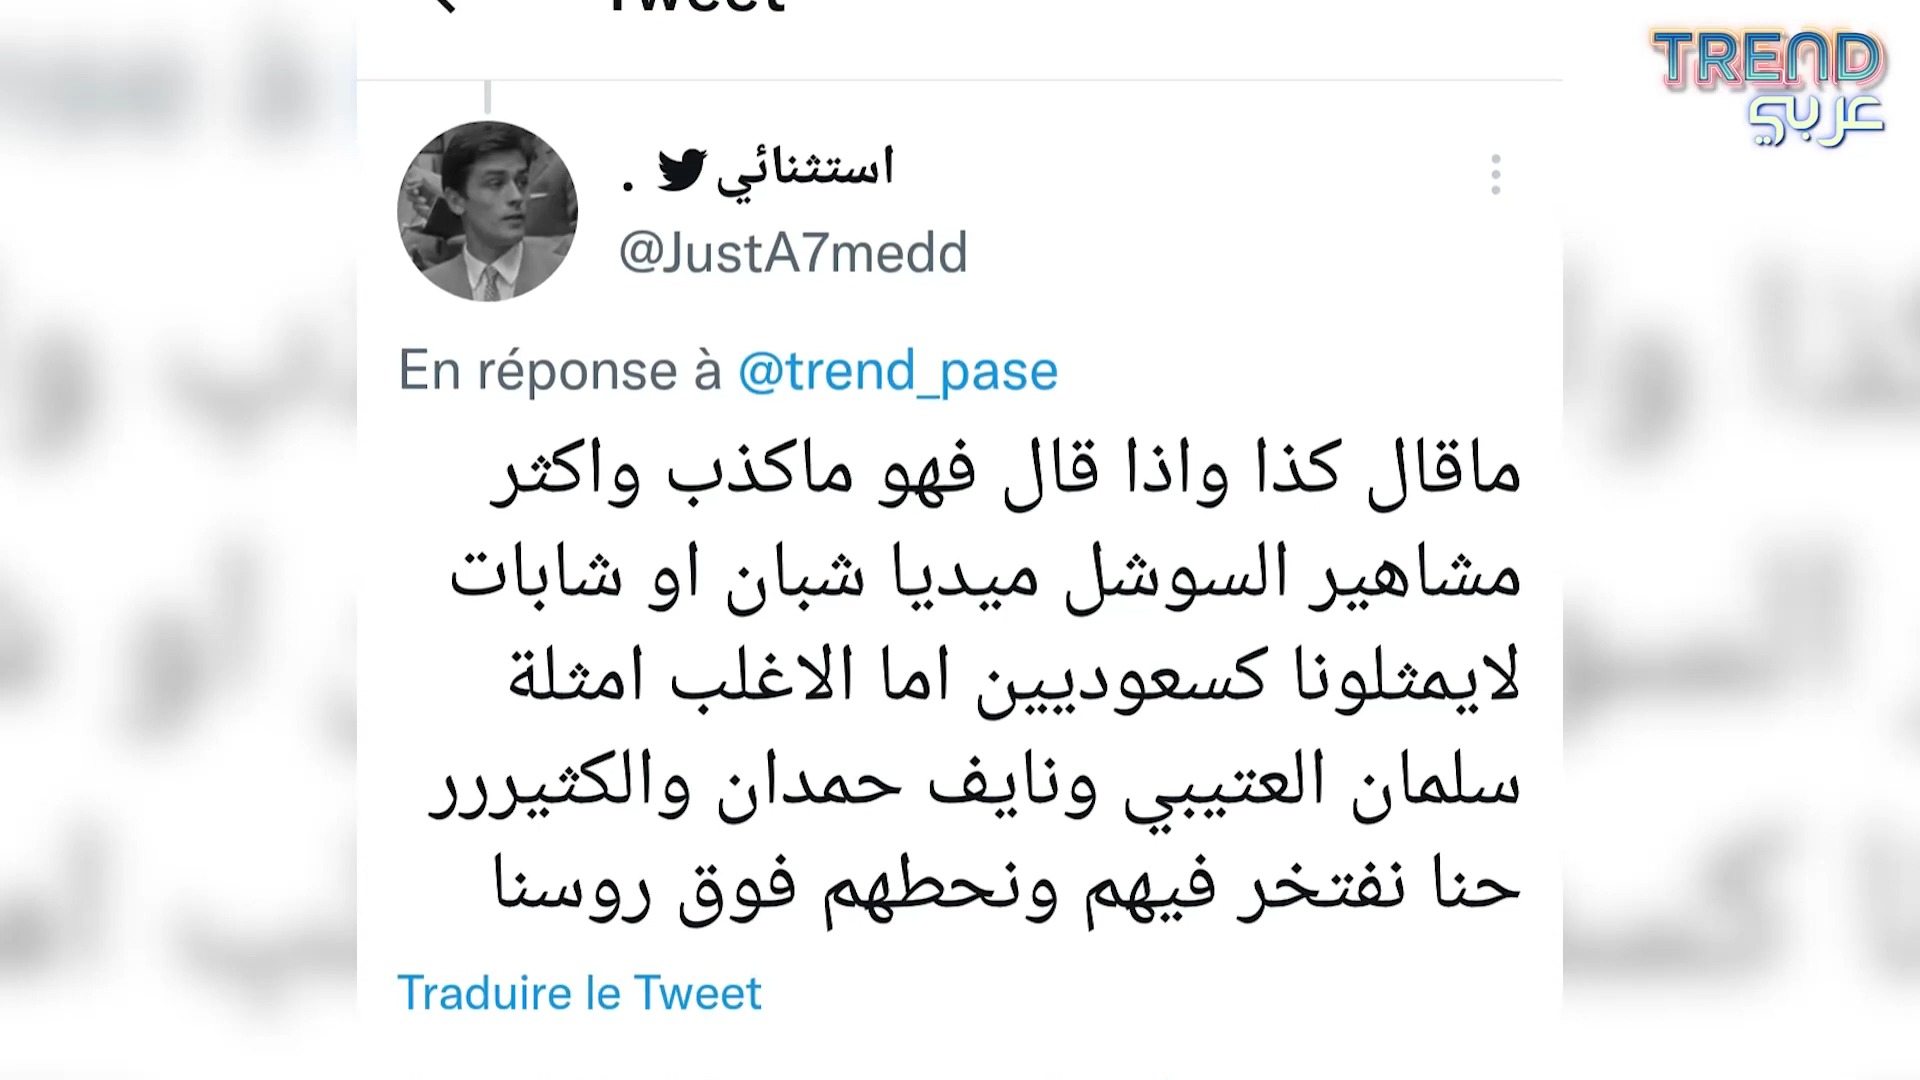 Tweet
TREND
عربي
استثنائي .
@JustA7medd
En réponse à @trend_pase
ماقال كذا واذا قال فهو ماكذب واكثر
مشاهير السوشل ميديا شبان او شابات
لايمثلونا كسعوديين اما الاغلب امثلة
سلمان العتيبي ونايف حمدان والكثيررر
حنا نفتخر فيهم ونحطهم فوق روسنا
Traduire le Tweet